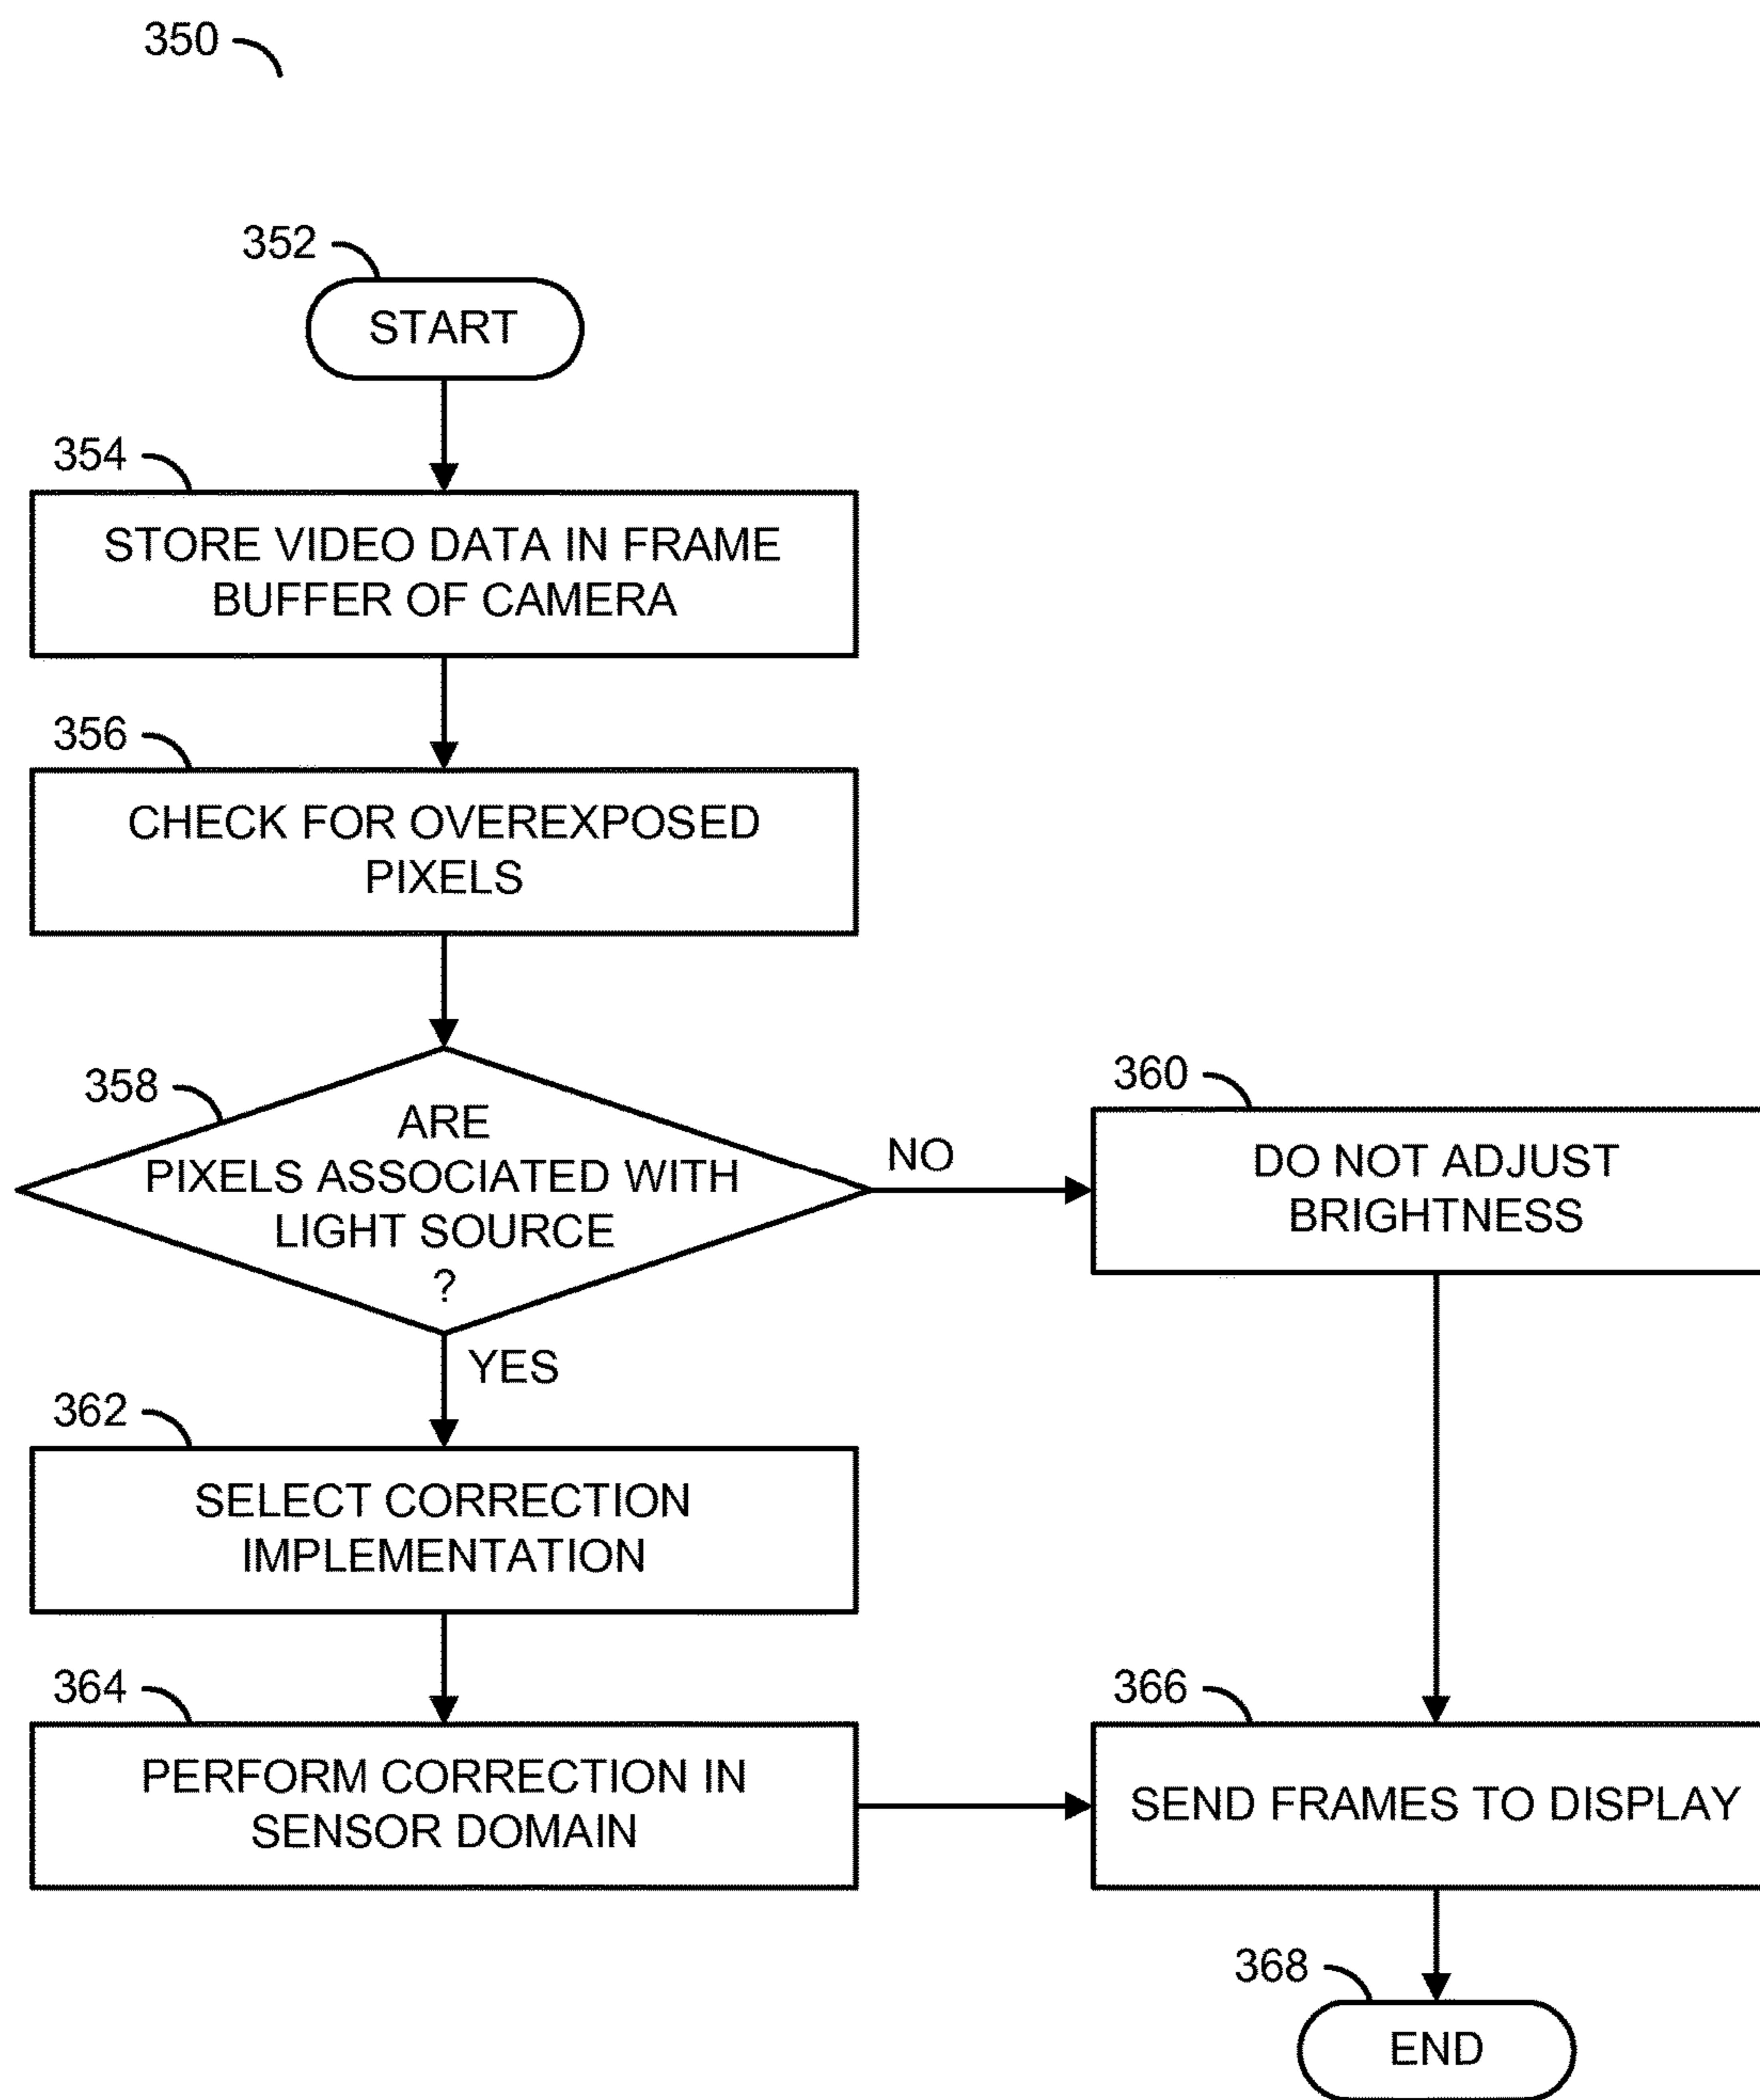 350
352
START
354
STORE VIDEO DATA IN FRAME
BUFFER OF CAMERA
356
CHECK FOR OVEREXPOSED
PIXELS
358
ARE
PIXELS ASSOCIATED WITH
LIGHT SOURCE
?
NO
360
DO NOT ADJUST
BRIGHTNESS
YES
362
SELECT CORRECTION
IMPLEMENTATION
364
PERFORM CORRECTION IN
SENSOR DOMAIN
366
SEND FRAMES TO DISPLAY
368
END